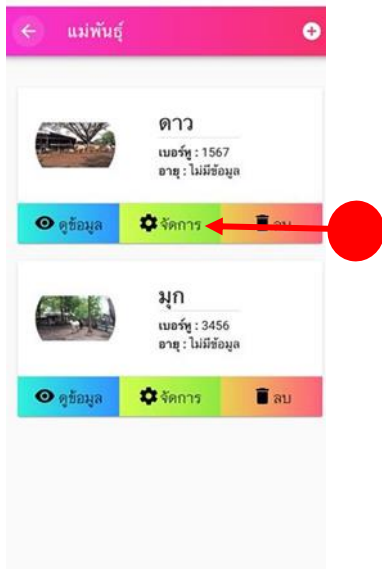 แม่พันธุ์
ดาว
เบอร์หู : 1567
อายุ : ไม่มีข้อมูล
ดูข้อมูล จัดการ ลบ
มุก
เบอร์หู : 3456
อายุ : ไม่มีข้อมูล
ดูข้อมูล จัดการ ลบ